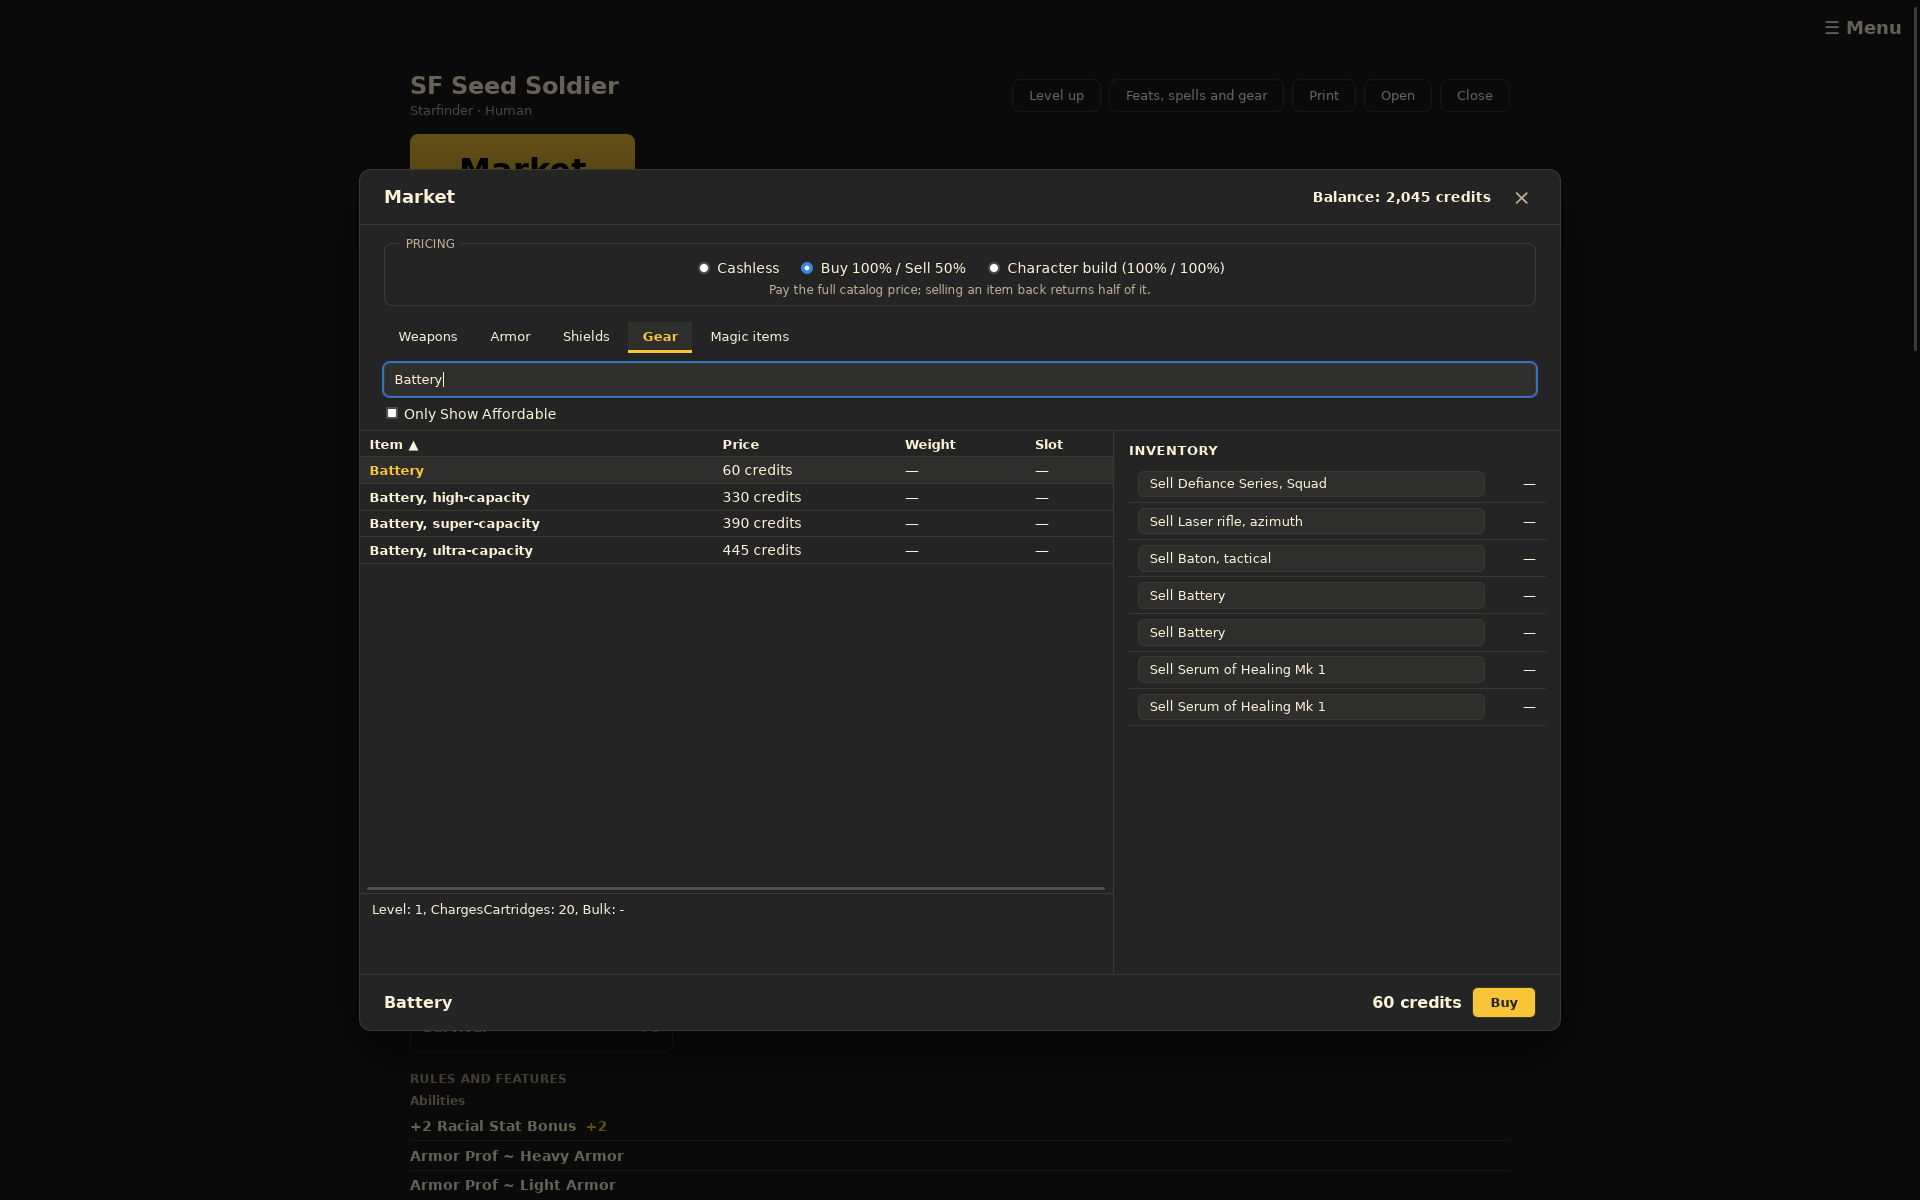 ☰ Menu
SF Seed Soldier
Starfinder · Human
Level up
Feats, spells and gear
Print
Open
Close
Market
Market
Balance: 2,045 credits
×
PRICING
Cashless
Buy 100% / Sell 50%
Character build (100% / 100%)
Pay the full catalog price; selling an item back returns half of it.
Weapons
Armor
Shields
Gear
Magic items
Battery
Only Show Affordable
Item ▲ Price Weight Slot
Battery 60 credits — —
Battery, high-capacity 330 credits — —
Battery, super-capacity 390 credits — —
Battery, ultra-capacity 445 credits — —
Level: 1, ChargesCartridges: 20, Bulk: -
INVENTORY
Sell Defiance Series, Squad —
Sell Laser rifle, azimuth —
Sell Baton, tactical —
Sell Battery —
Sell Battery —
Sell Serum of Healing Mk 1 —
Sell Serum of Healing Mk 1 —
Battery
60 credits
Buy
RULES AND FEATURES
Abilities
+2 Racial Stat Bonus +2
Armor Prof ~ Heavy Armor
Armor Prof ~ Light Armor